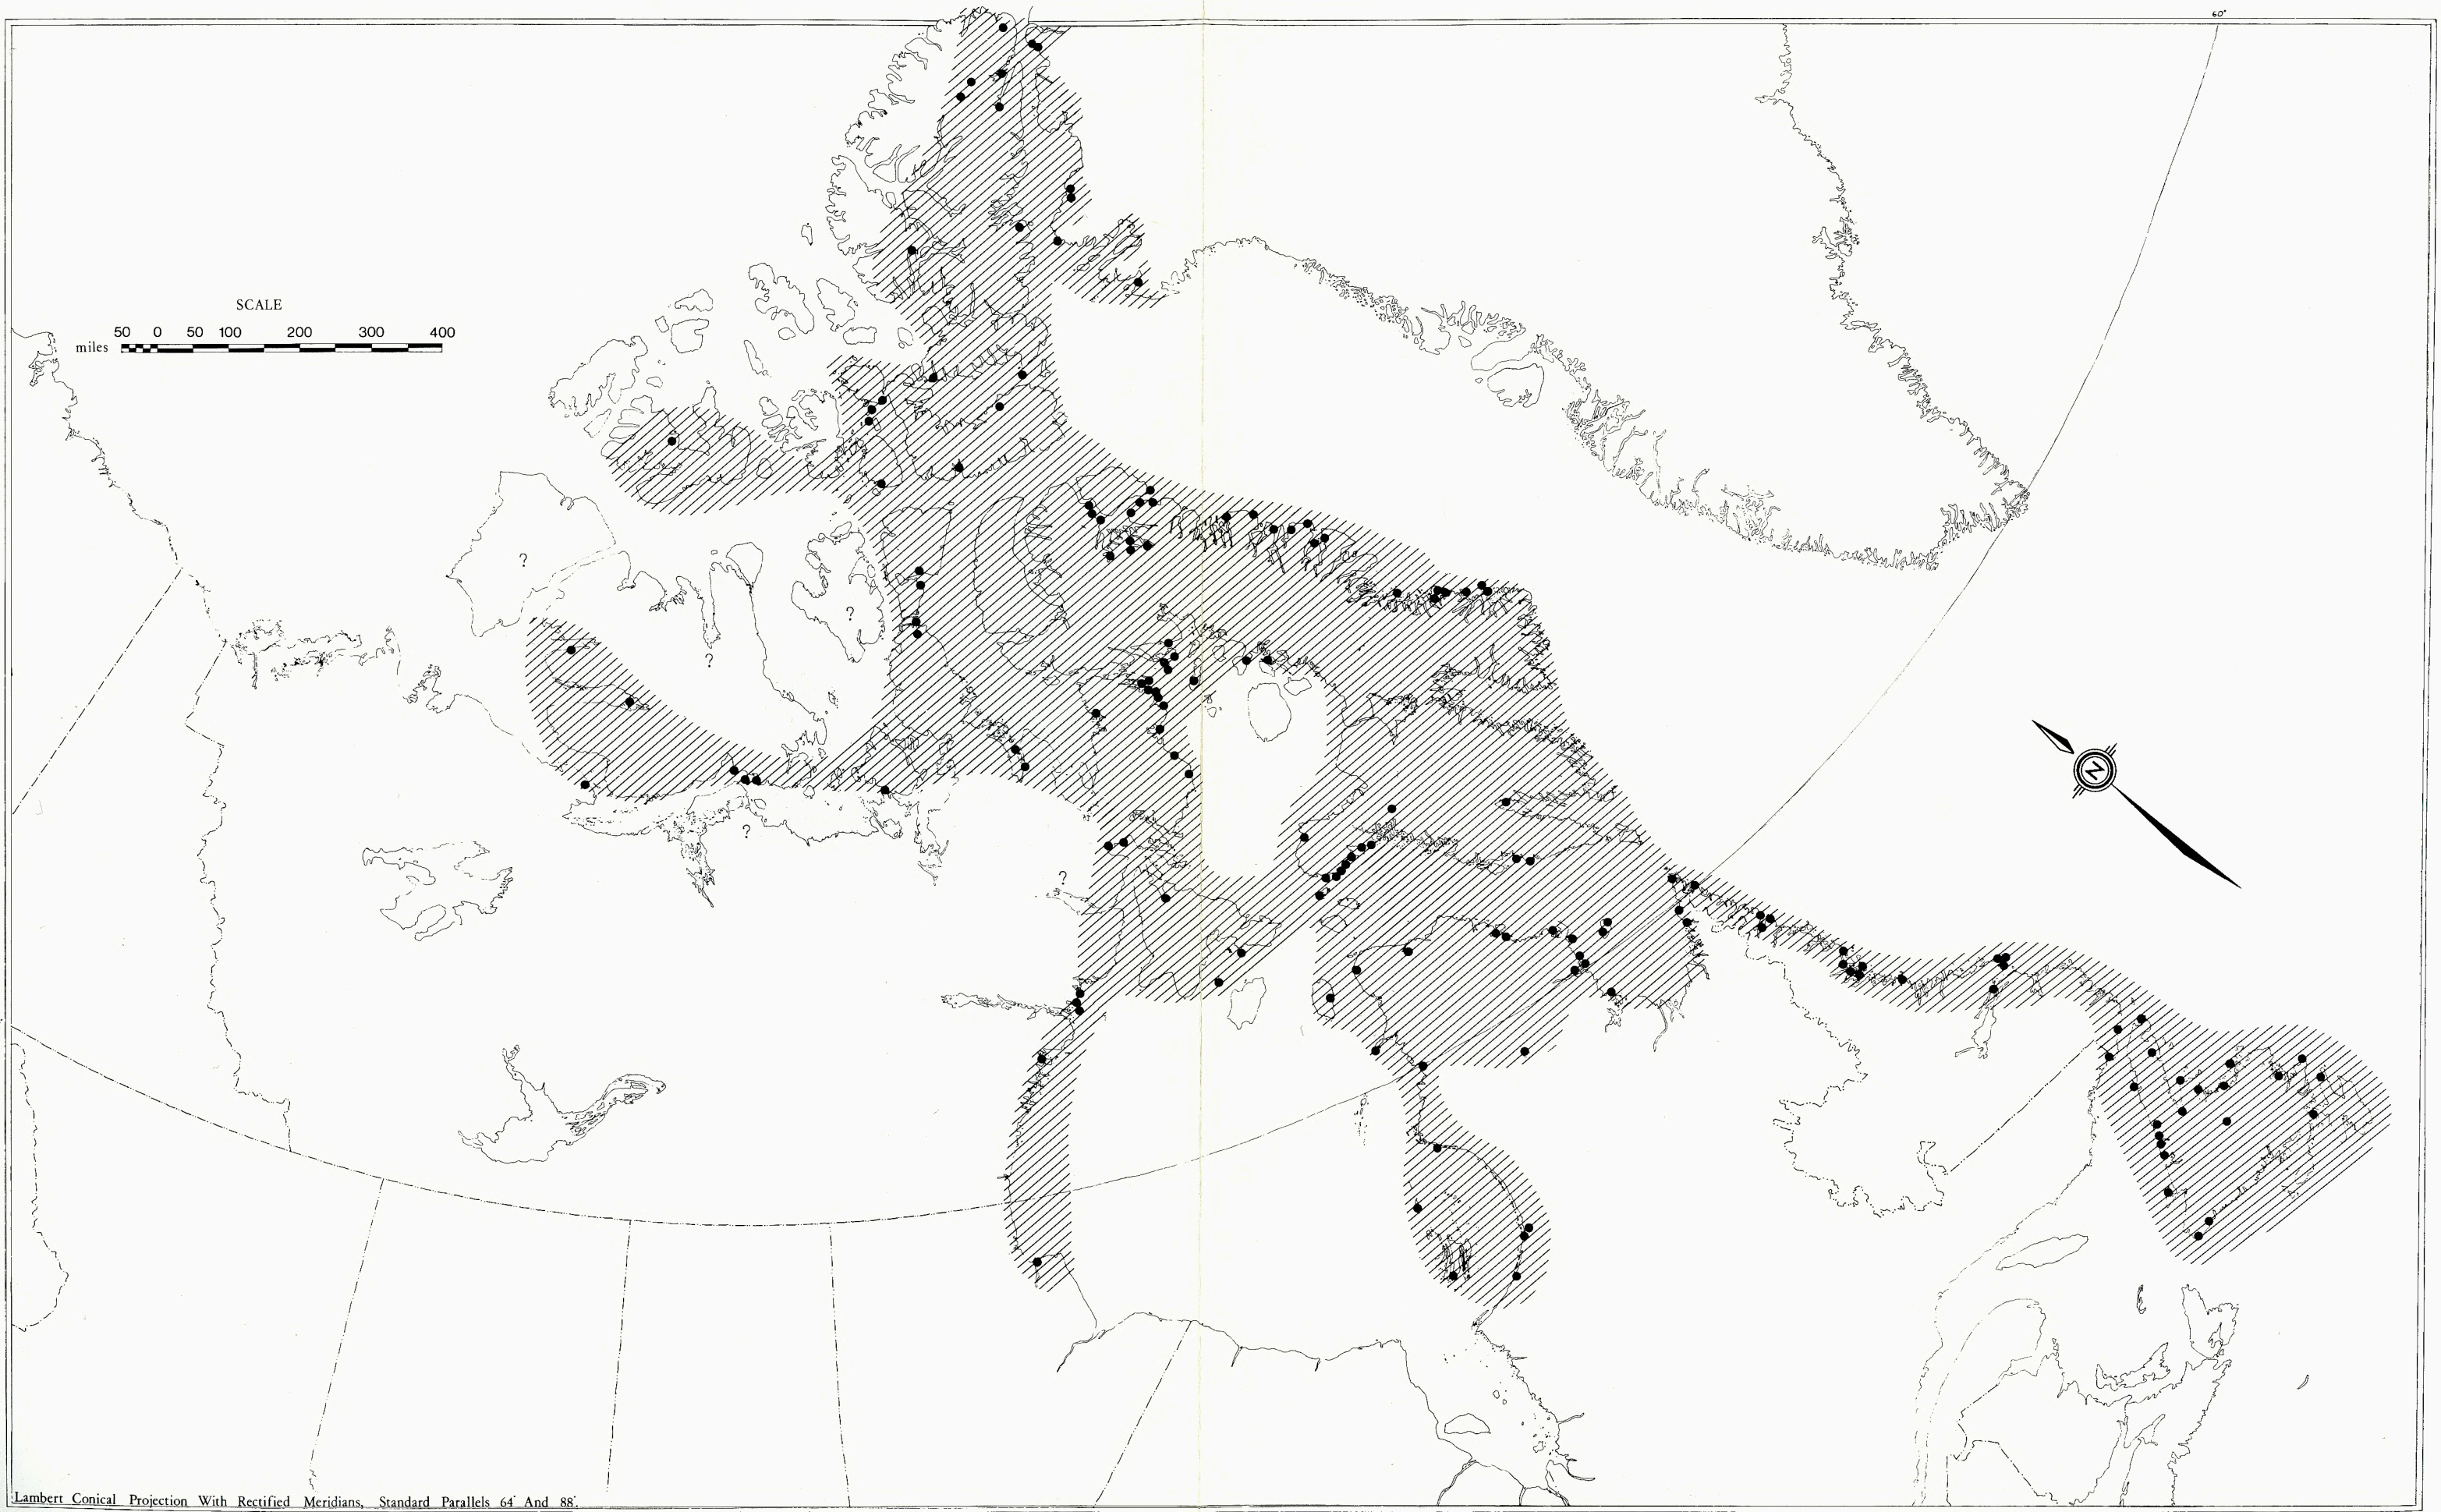 60°
SCALE
50 0 50 100 200 300 400
miles
?
?
?
?
?
N
Lambert Conical Projection With Rectified Meridians, Standard Parallels 64° And 88°.